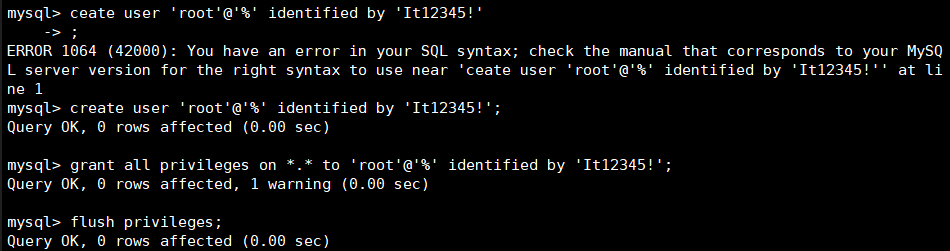 mysql> ceate user 'root'@'%' identified by 'It12345!'
    -> ;
ERROR 1064 (42000): You have an error in your SQL syntax; check the manual that corresponds to your MySQ
L server version for the right syntax to use near 'ceate user 'root'@'%' identified by 'It12345!'' at li
ne 1
mysql> create user 'root'@'%' identified by 'It12345!';
Query OK, 0 rows affected (0.00 sec)
mysql> grant all privileges on *.* to 'root'@'%' identified by 'It12345!';
Query OK, 0 rows affected, 1 warning (0.00 sec)
mysql> flush privileges;
Query OK, 0 rows affected (0.00 sec)